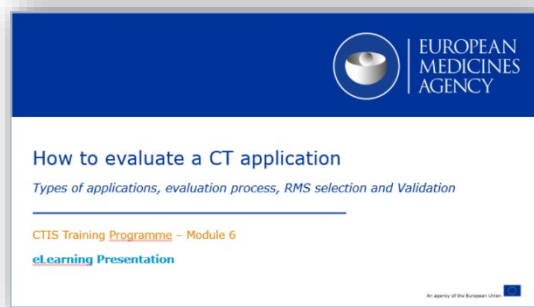 EUROPEAN
MEDICINES
AGENCY
How to evaluate a CT application
Types of applications, evaluation process, RMS selection and Validation
CTIS Training Programme – Module 6
eLearning Presentation
An agency of the European Union